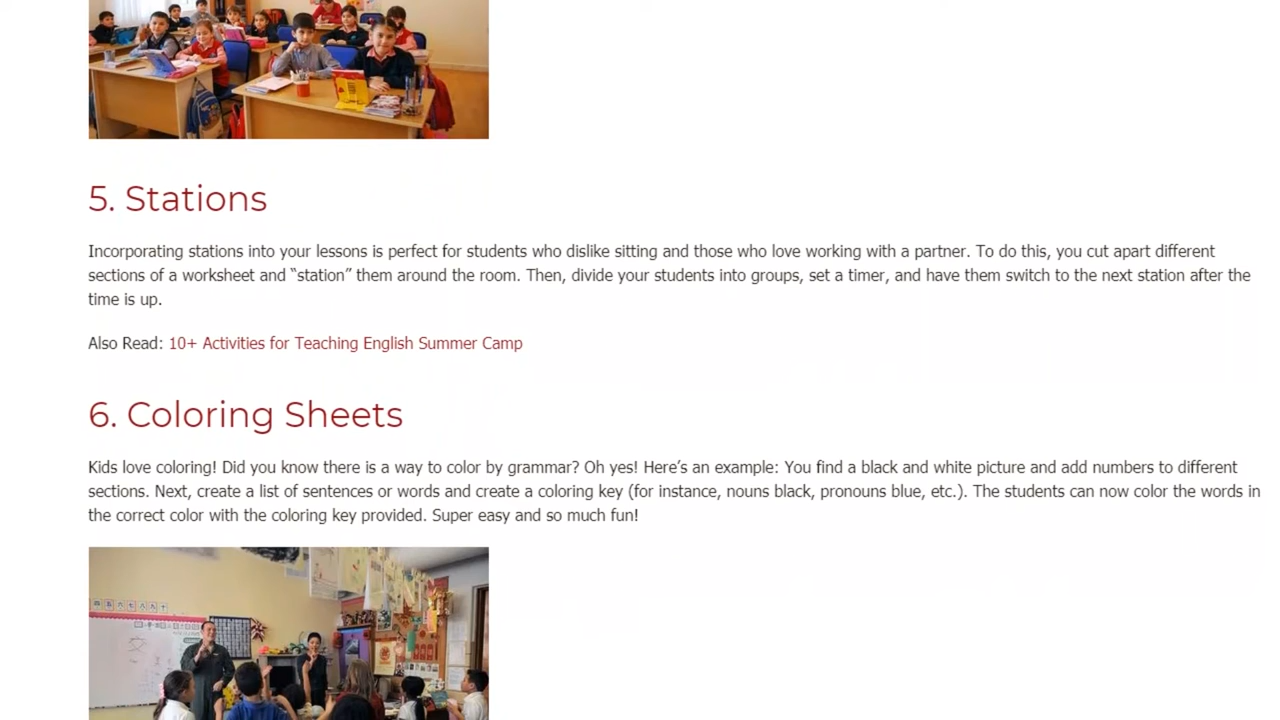 5. Stations
Incorporating stations into your lessons is perfect for students who dislike sitting and those who love working with a partner. To do this, you cut apart different
sections of a worksheet and “station” them around the room. Then, divide your students into groups, set a timer, and have them switch to the next station after the
time is up.
Also Read: 10+ Activities for Teaching English Summer Camp
6. Coloring Sheets
Kids love coloring! Did you know there is a way to color by grammar? Oh yes! Here’s an example: You find a black and white picture and add numbers to different
sections. Next, create a list of sentences or words and create a coloring key (for instance, nouns black, pronouns blue, etc.). The students can now color the words in
the correct color with the coloring key provided. Super easy and so much fun!